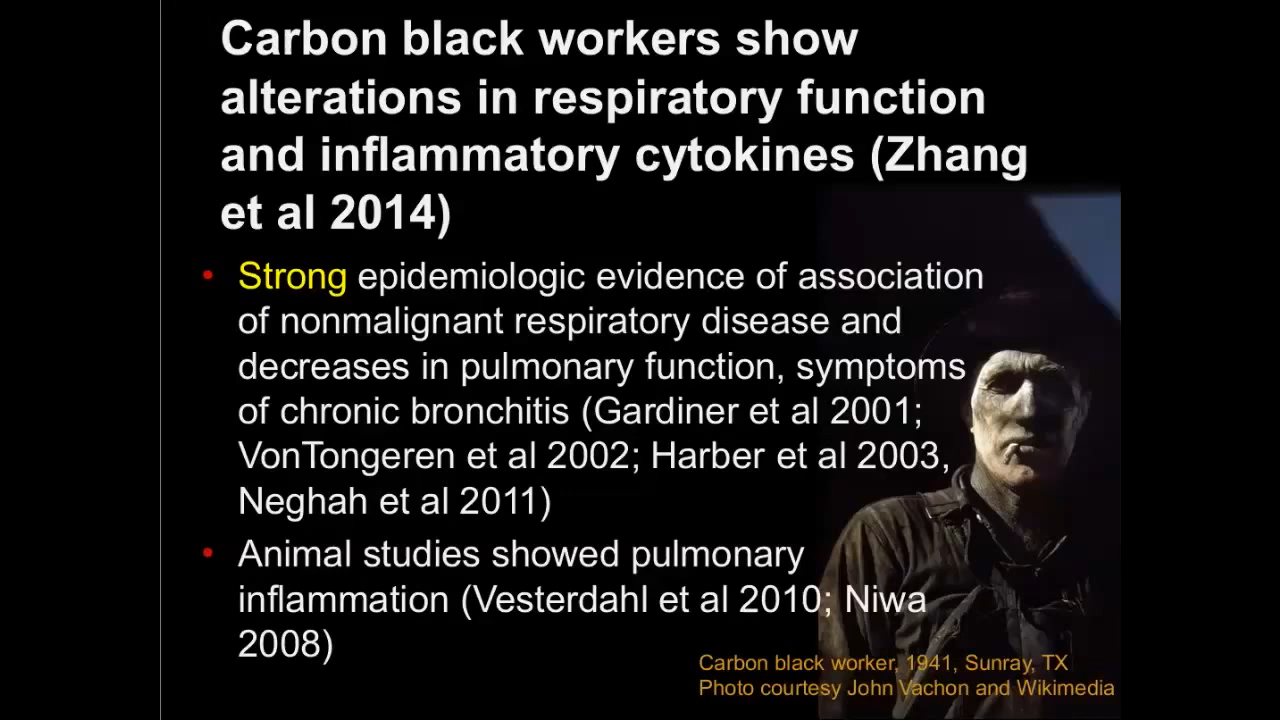 Carbon black workers show
alterations in respiratory function
and inflammatory cytokines (Zhang
et al 2014)
• Strong epidemiologic evidence of association
of nonmalignant respiratory disease and
decreases in pulmonary function, symptoms
of chronic bronchitis (Gardiner et al 2001;
VonTongeren et al 2002; Harber et al 2003,
Neghah et al 2011)
• Animal studies showed pulmonary
inflammation (Vesterdahl et al 2010; Niwa
2008)
Carbon black worker, 1941, Sunray, TX
Photo courtesy John Vachon and Wikimedia